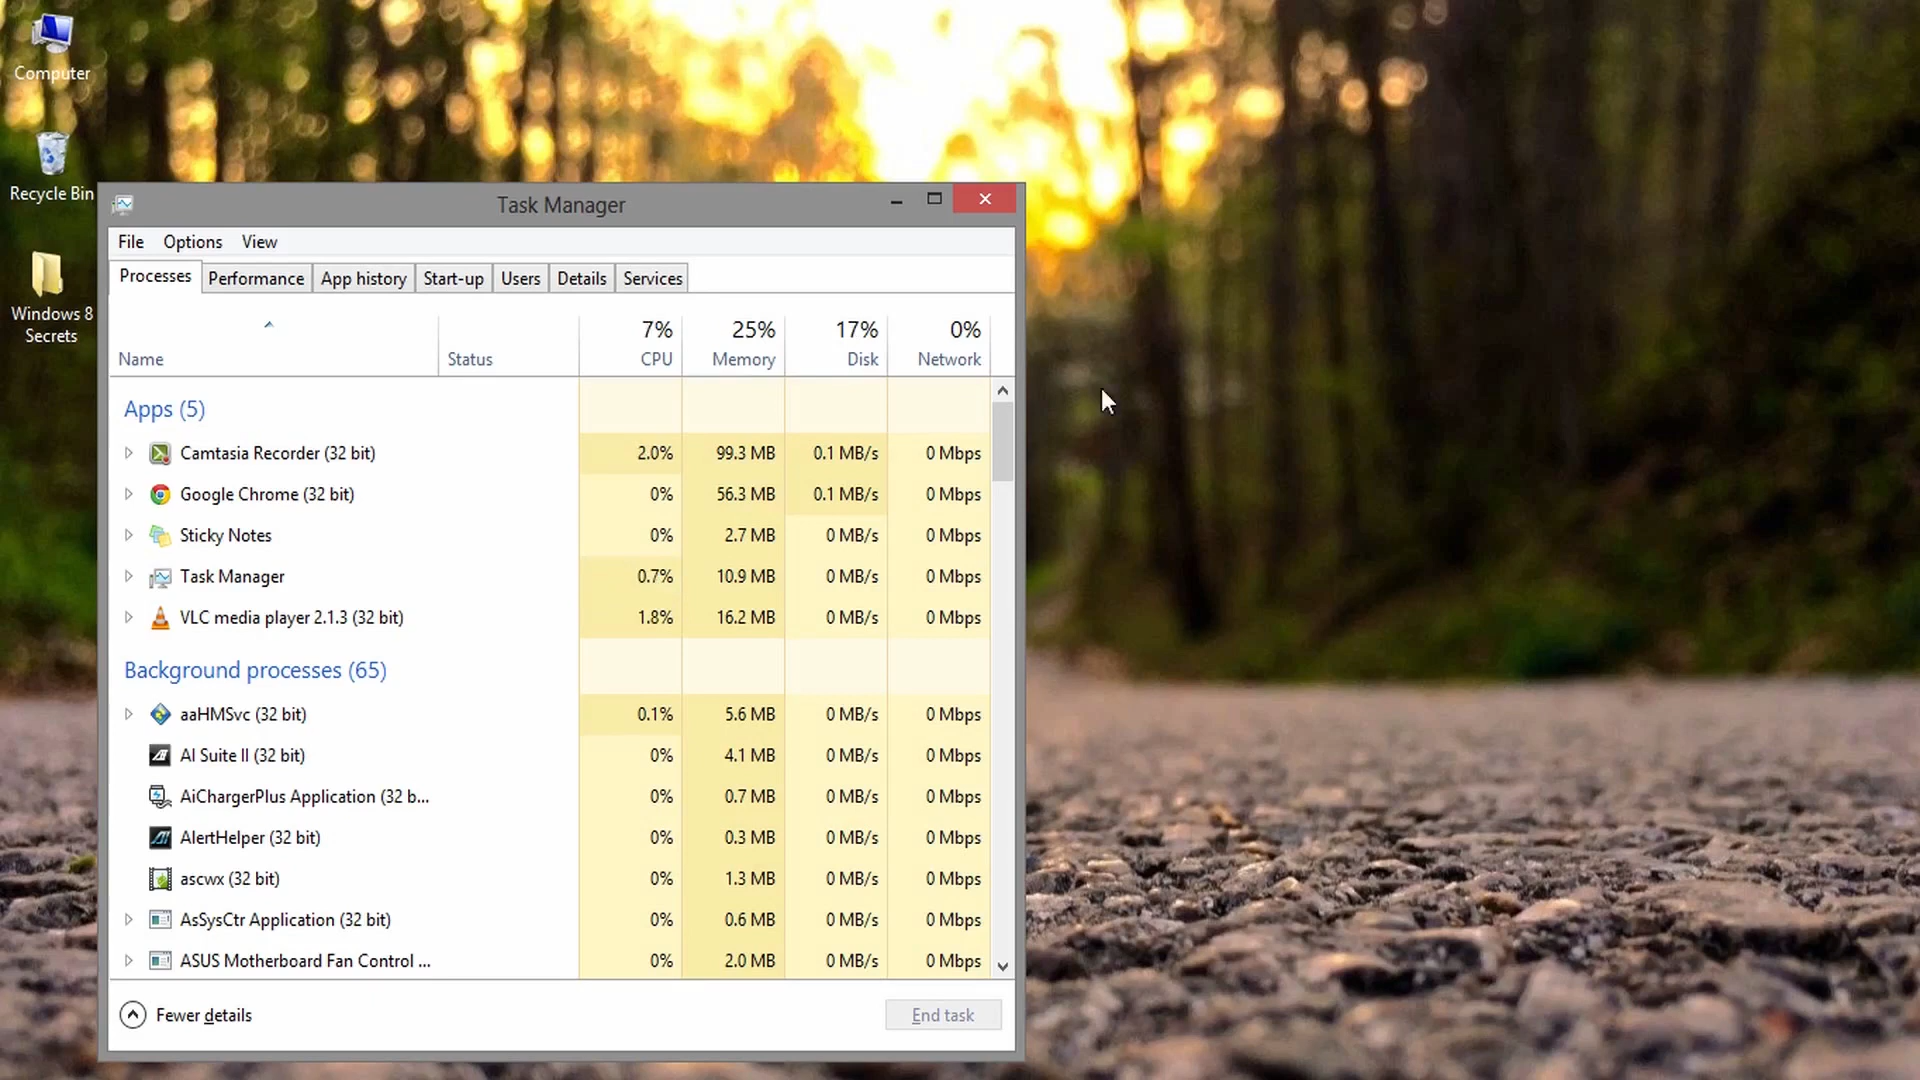 Computer
Recycle Bin
Windows 8
Secrets
Task Manager
File Options View
Processes Performance App history Start-up Users Details Services
7% 25% 17% 0%
Name Status CPU Memory Disk Network
Apps (5)
Camtasia Recorder (32 bit) 2.0% 99.3 MB 0.1 MB/s 0 Mbps
Google Chrome (32 bit) 0% 56.3 MB 0.1 MB/s 0 Mbps
Sticky Notes 0% 2.7 MB 0 MB/s 0 Mbps
Task Manager 0.7% 10.9 MB 0 MB/s 0 Mbps
VLC media player 2.1.3 (32 bit) 1.8% 16.2 MB 0 MB/s 0 Mbps
Background processes (65)
aaHMSvc (32 bit) 0.1% 5.6 MB 0 MB/s 0 Mbps
AI Suite II (32 bit) 0% 4.1 MB 0 MB/s 0 Mbps
AiChargerPlus Application (32 b... 0% 0.7 MB 0 MB/s 0 Mbps
AlertHelper (32 bit) 0% 0.3 MB 0 MB/s 0 Mbps
ascwx (32 bit) 0% 1.3 MB 0 MB/s 0 Mbps
AsSysCtr Application (32 bit) 0% 0.6 MB 0 MB/s 0 Mbps
ASUS Motherboard Fan Control ... 0% 2.0 MB 0 MB/s 0 Mbps
Fewer details End task